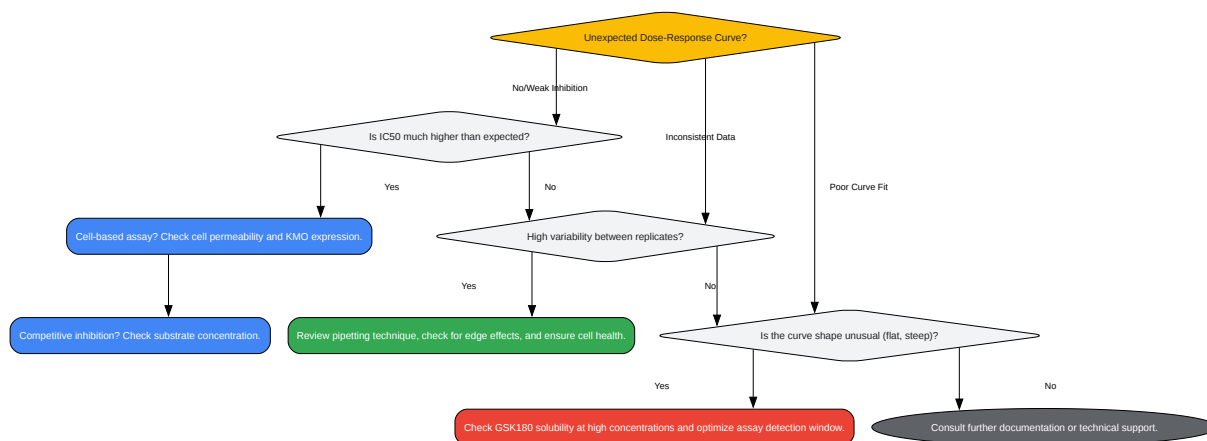 Unexpected Dose-Response Curve?
No/Weak Inhibition
Is IC50 much higher than expected?
Inconsistent Data
Yes
No
Poor Curve Fit
Cell-based assay? Check cell permeability and KMO expression.
High variability between replicates?
Yes
No
Competitive inhibition? Check substrate concentration.
Review pipetting technique, check for edge effects, and ensure cell health.
Is the curve shape unusual (flat, steep)?
Yes
No
Check GSK180 solubility at high concentrations and optimize assay detection window.
Consult further documentation or technical support.